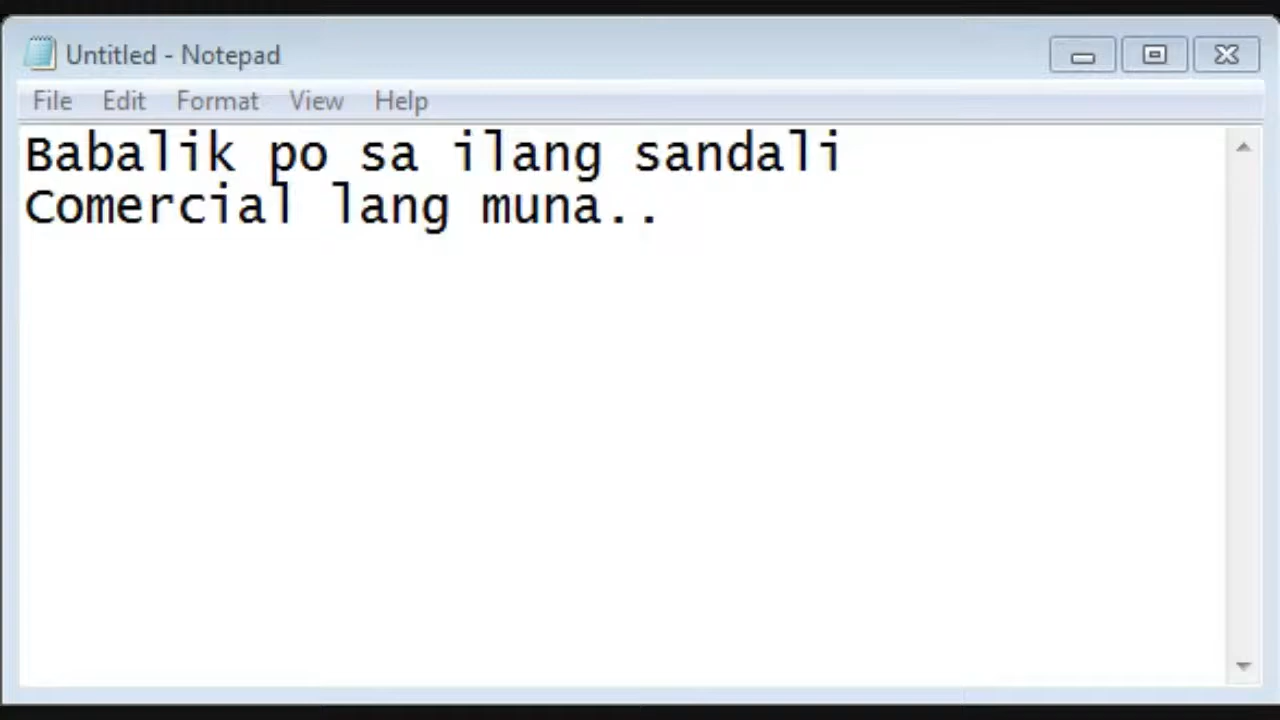 Untitled - Notepad
File Edit Format View Help
Babalik po sa ilang sandali
Comercial lang muna..